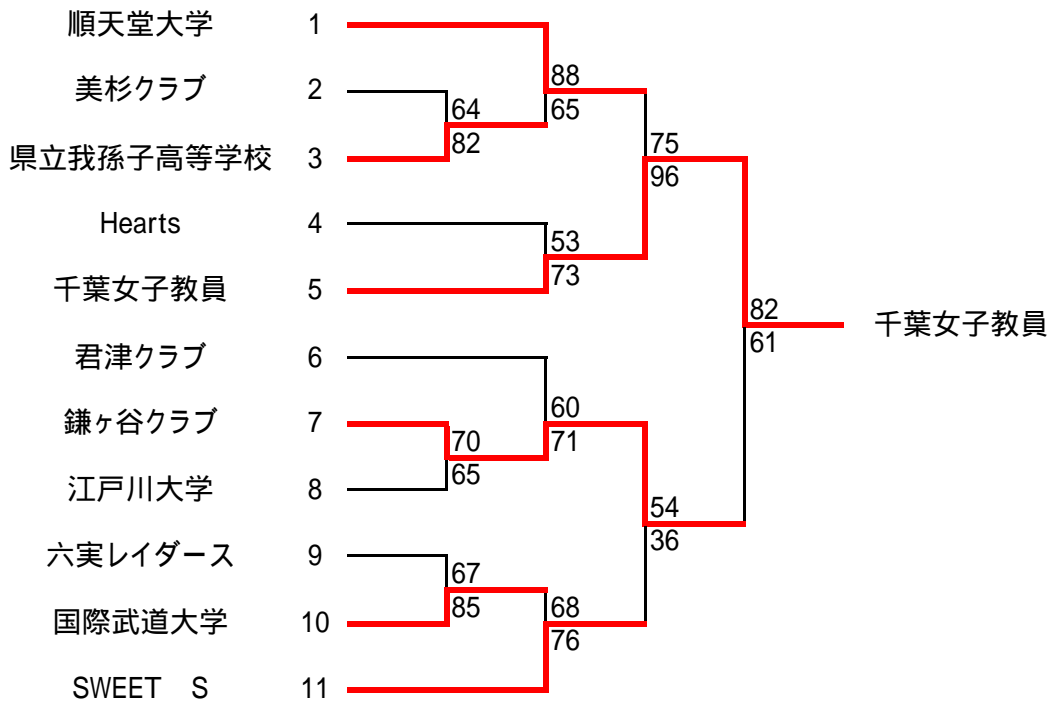 順天堂大学 1
88
美杉クラブ 2
64 65
82 75
県立我孫子高等学校 3
96
Hearts 4
53
73
千葉女子教員 5
82 千葉女子教員
61
君津クラブ 6
60
鎌ヶ谷クラブ 7
70 71
65
江戸川大学 8
54
36
六実レイダース 9
67
85 68
国際武道大学 10
76
SWEET S 11